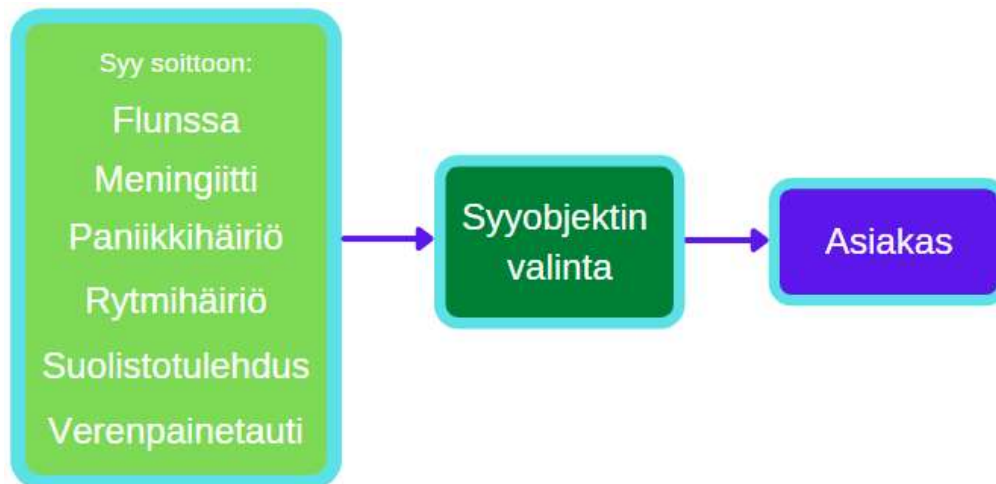 Syy soittoon:
Flunssa
Meningiitti
Paniikkihäiriö
Rytmihäiriö
Suolistotulehdus
Verenpainetauti
Syyobjektin
valinta
Asiakas